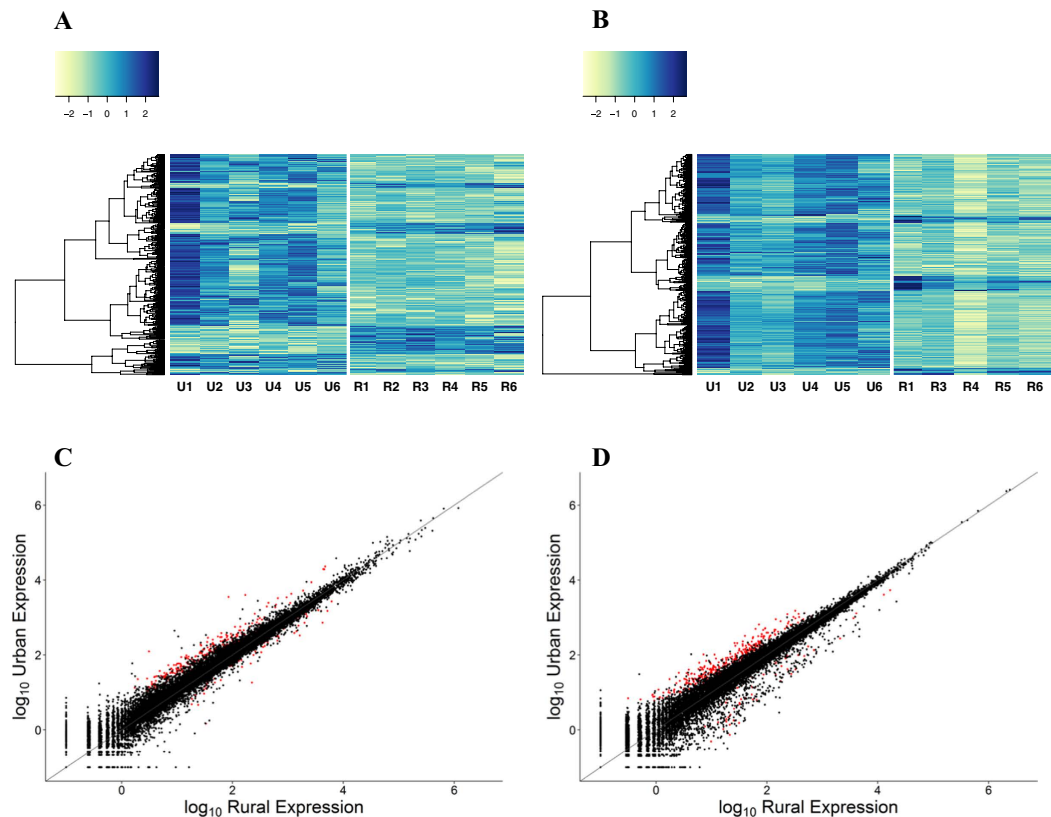 A
B
−2 −1 0 1 2
−2 −1 0 1 2
U1 U2 U3 U4 U5 U6 R1 R2 R3 R4 R5 R6
U1 U2 U3 U4 U5 U6 R1 R3 R4 R5 R6
C
D
log10 Urban Expression
6
4
2
0
0 2 4 6
log10 Rural Expression
log10 Urban Expression
6
4
2
0
0 2 4 6
log10 Rural Expression